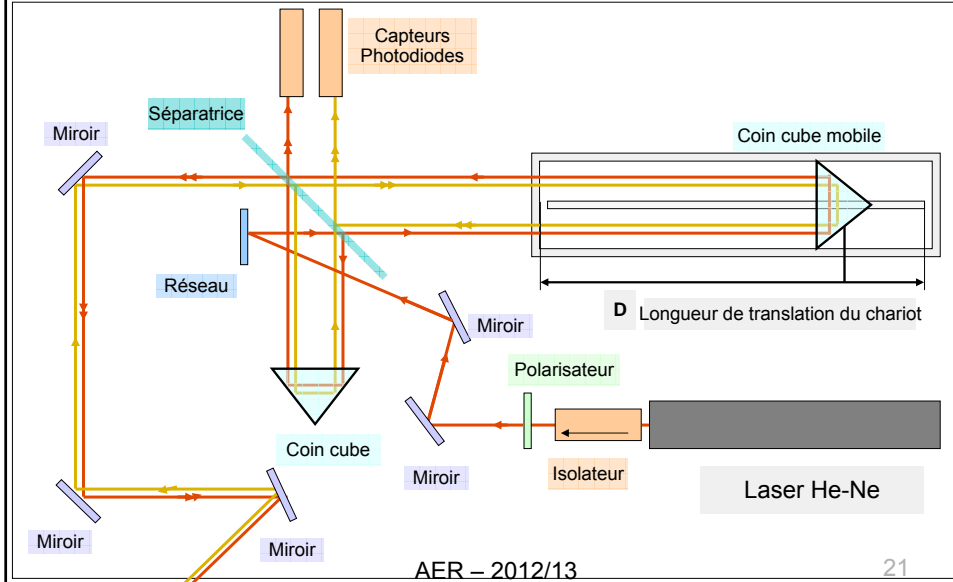 Capteurs
Photodiodes
Séparatrice
Miroir
Coin cube mobile
Réseau
D Longueur de translation du chariot
Miroir
Polarisateur
Coin cube
Miroir
Isolateur
Laser He-Ne
Miroir
Miroir
AER – 2012/13
21